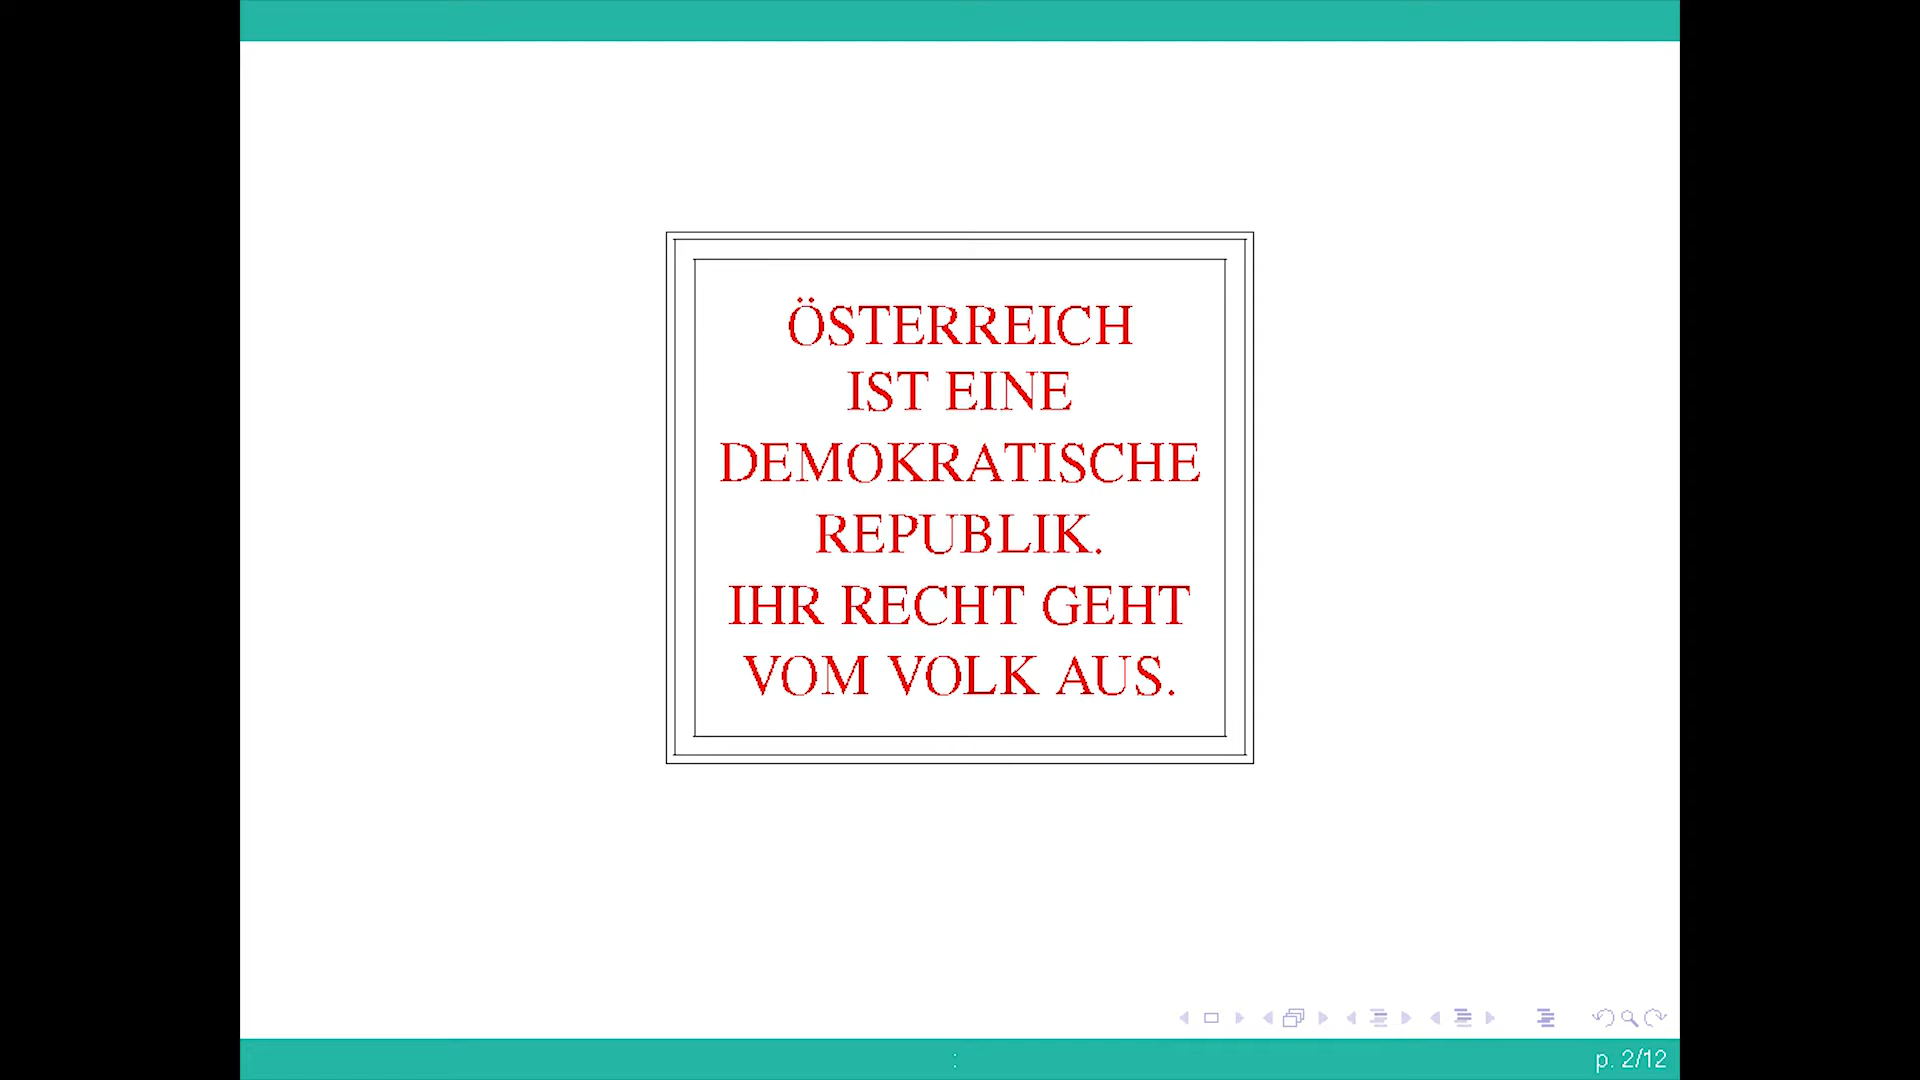 ÖSTERREICH
IST EINE
DEMOKRATISCHE
REPUBLIK.
IHR RECHT GEHT
VOM VOLK AUS.
:
p. 2/12